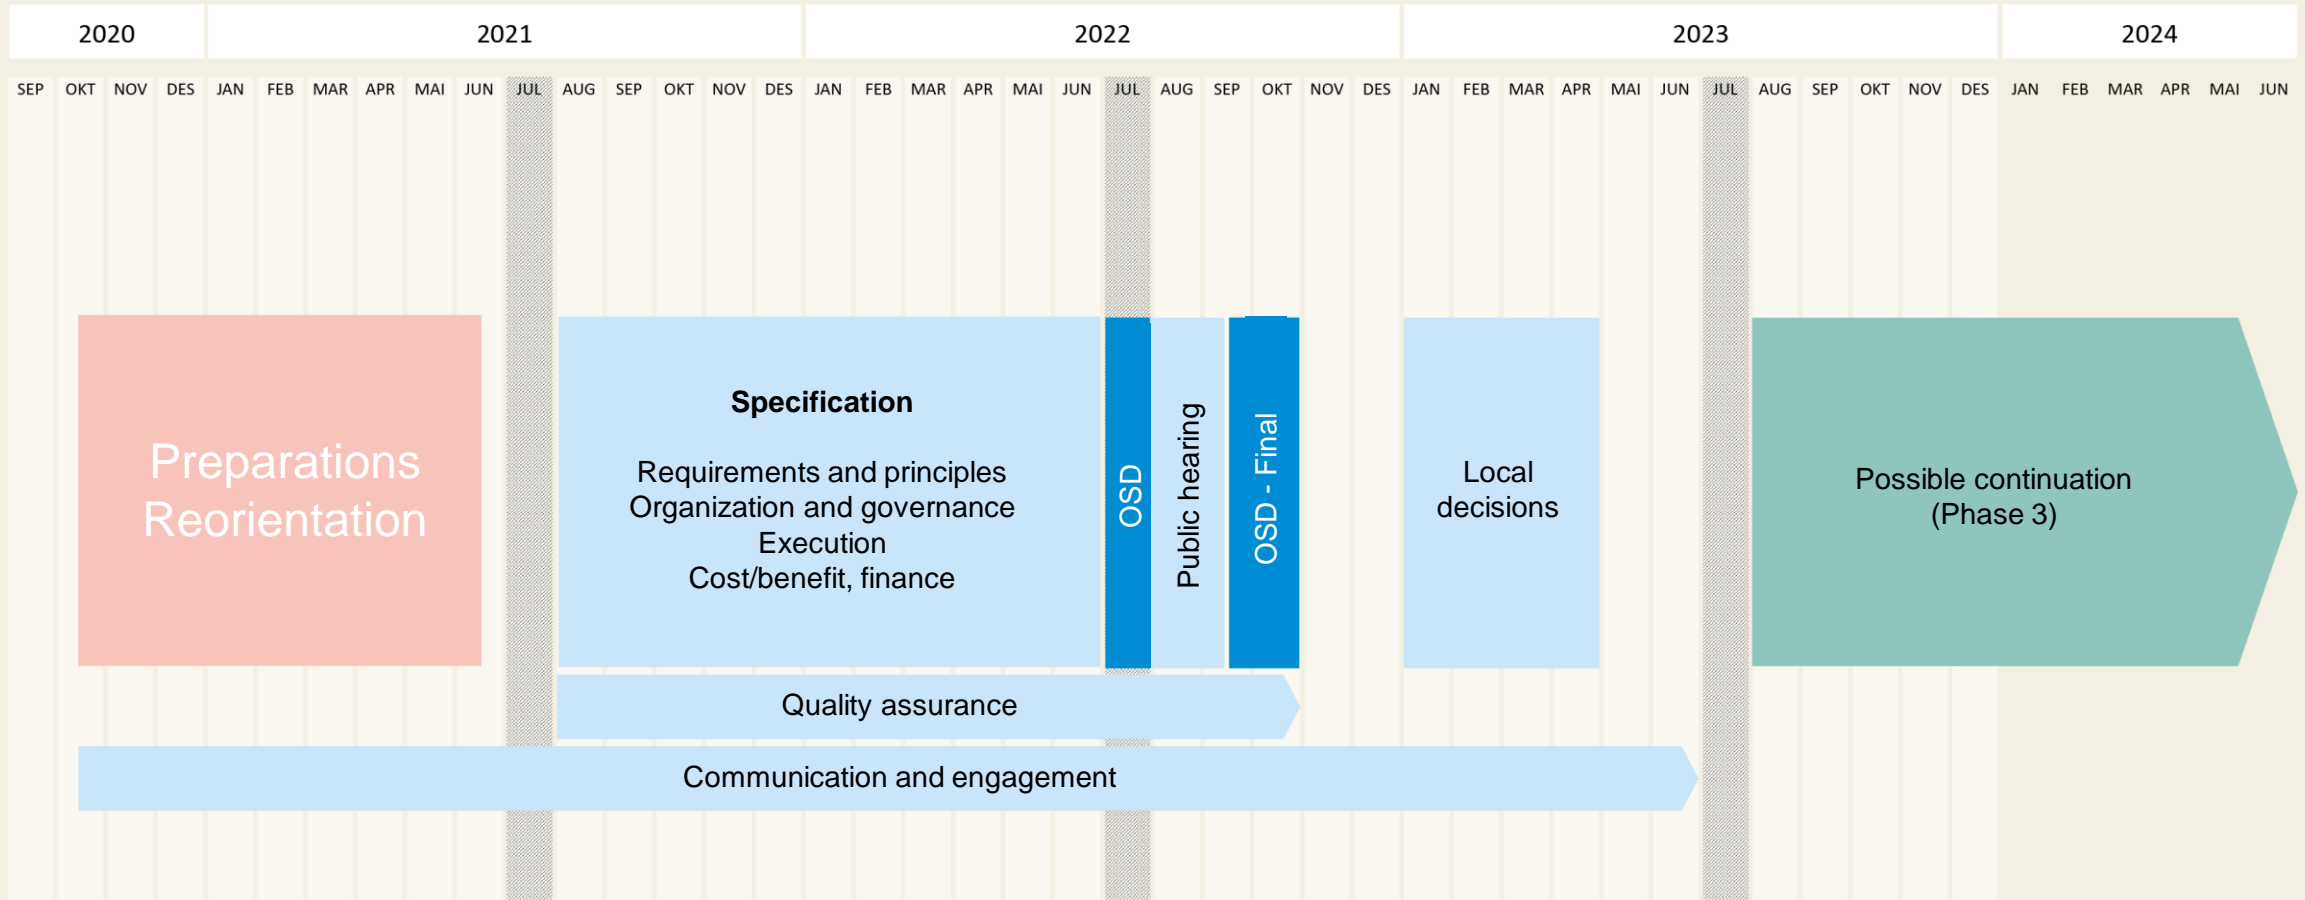 2020 2021 2022 2023 2024
SEP OKT NOV DES JAN FEB MAR APR MAI JUN JUL AUG SEP OKT NOV DES JAN FEB MAR APR MAI JUN JUL AUG SEP OKT NOV DES JAN FEB MAR APR MAI JUN JUL AUG SEP OKT NOV DES JAN FEB MAR APR MAI JUN
Preparations
Reorientation
Specification
Requirements and principles
Organization and governance
Execution
Cost/benefit, finance
OSD
Public hearing
OSD - Final
Local
decisions
Possible continuation
(Phase 3)
Quality assurance
Communication and engagement